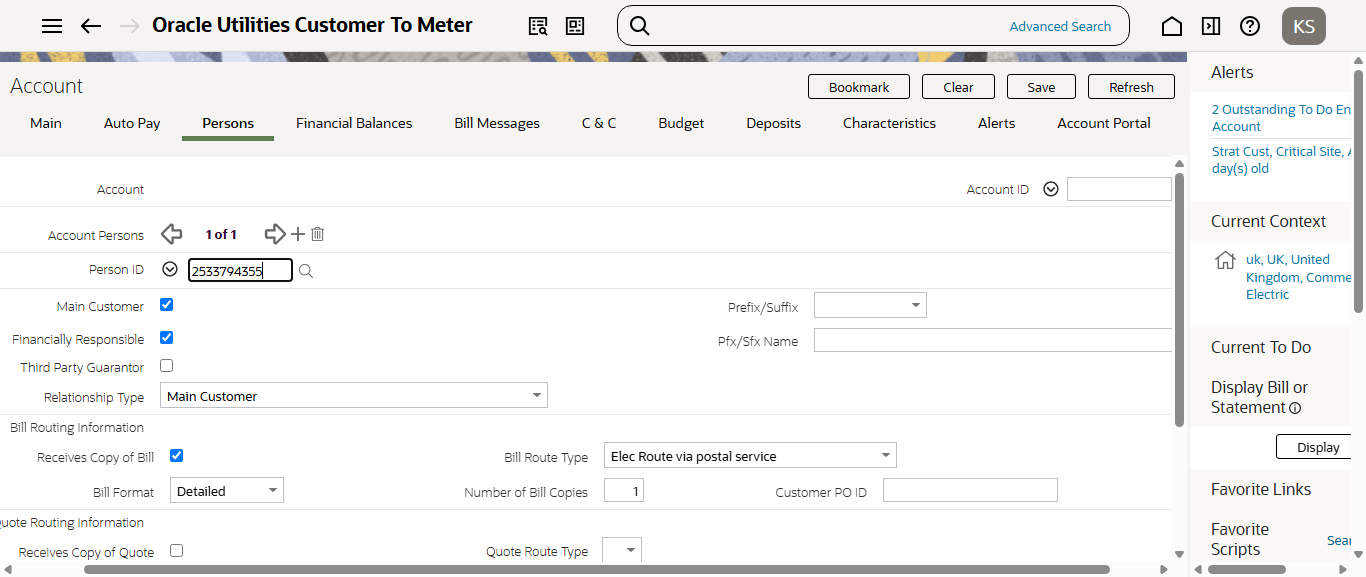 Oracle Utilities Customer To Meter
Advanced Search
KS
Account
Bookmark
Clear
Save
Refresh
Main
Auto Pay
Persons
Financial Balances
Bill Messages
C & C
Budget
Deposits
Characteristics
Alerts
Account Portal
Account
Account ID
Account Persons
1 of 1
Person ID
2533794355
Main Customer
Prefix/Suffix
Financially Responsible
Pfx/Sfx Name
Third Party Guarantor
Relationship Type
Main Customer
Bill Routing Information
Receives Copy of Bill
Bill Route Type
Elec Route via postal service
Bill Format
Detailed
Number of Bill Copies
1
Customer PO ID
uote Routing Information
Receives Copy of Quote
Quote Route Type
Alerts
2 Outstanding To Do En
Account
Strat Cust, Critical Site, A
day(s) old
Current Context
uk, UK, United
Kingdom, Comme
Electric
Current To Do
Display Bill or
Statement
Display
Favorite Links
Favorite
Scripts
Sear